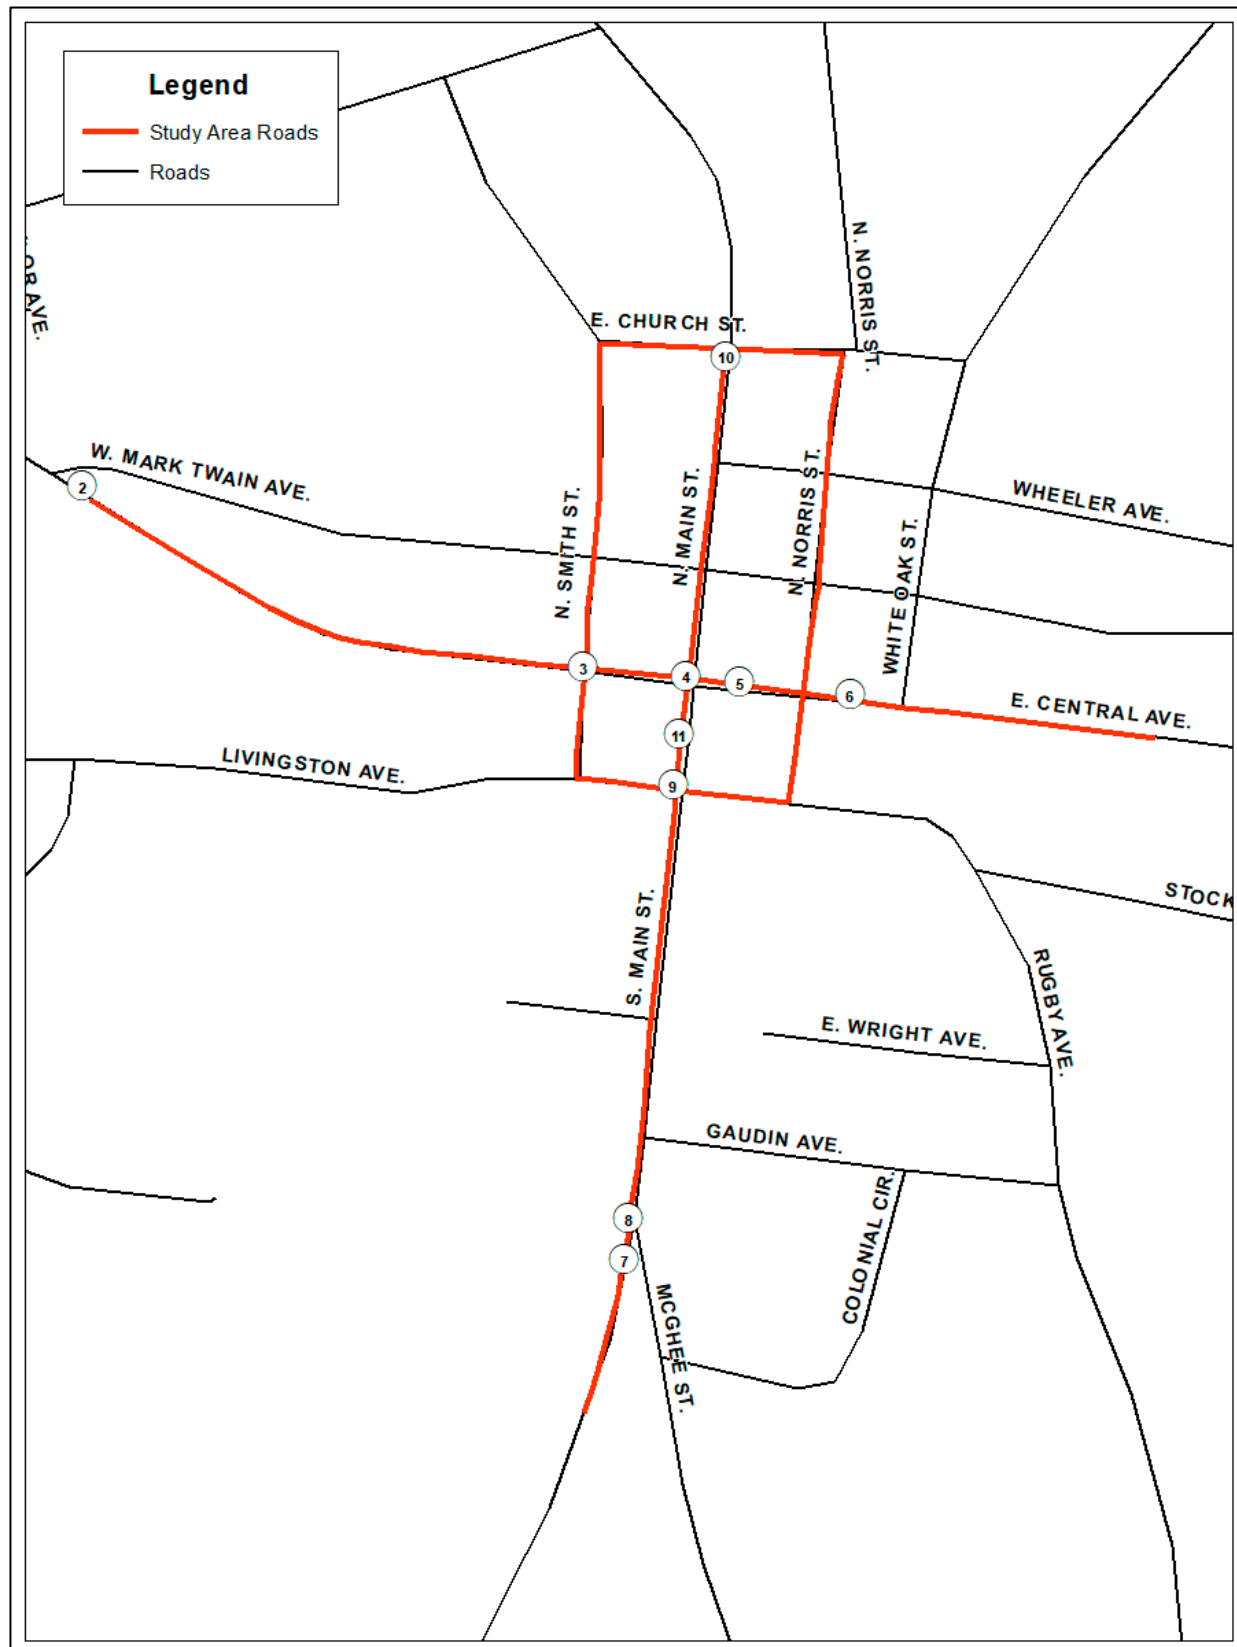 Legend
Study Area Roads
Roads
OR AVE.
N. NORRIS ST.
E. CHURCH ST.
10
W. MARK TWAIN AVE.
2
N. SMITH ST.
N. MAIN ST.
N. NORRIS ST.
WHEELER AVE.
WHITE OAK ST.
3
4
5
6
E. CENTRAL AVE.
11
LIVINGSTON AVE.
9
STOCK
S. MAIN ST.
RUGBY AVE.
E. WRIGHT AVE.
GAUDIN AVE.
COLONIAL CIR.
8
7
MCGHEE ST.